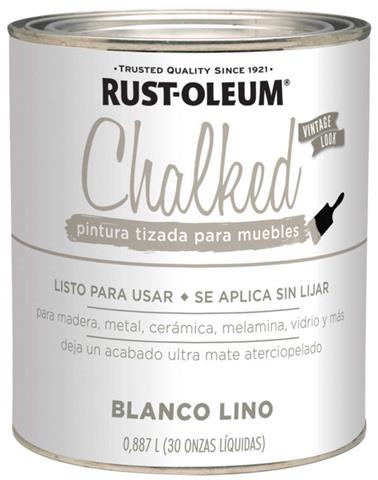 • TRUSTED QUALITY SINCE 1921 •
RUST-OLEUM®
Chalked
VINTAGE
LOOK
pintura tizada para muebles
LISTO PARA USAR ◆ SE APLICA SIN LIJAR
para madera, metal, cerámica, melamina, vidrio y más
deja un acabado ultra mate aterciopelado
BLANCO LINO
0,887 L (30 ONZAS LÍQUIDAS)